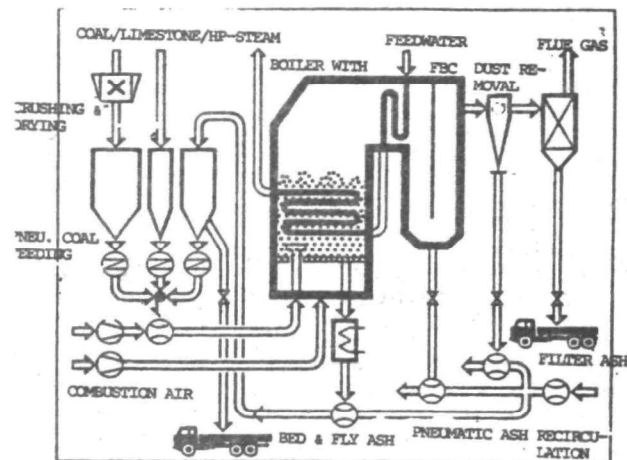 COAL/LIMESTONE/HP-STEAM
FEEDWATER
FLUE GAS
BOILER WITH
FBC
DUST RE-
MOVAL
CRUSHING &
DRYING
PNEU. COAL
FEEDING
COMBUSTION AIR
FILTER ASH
BED & FLY ASH
PNEUMATIC ASH RECIRCU-
LATION